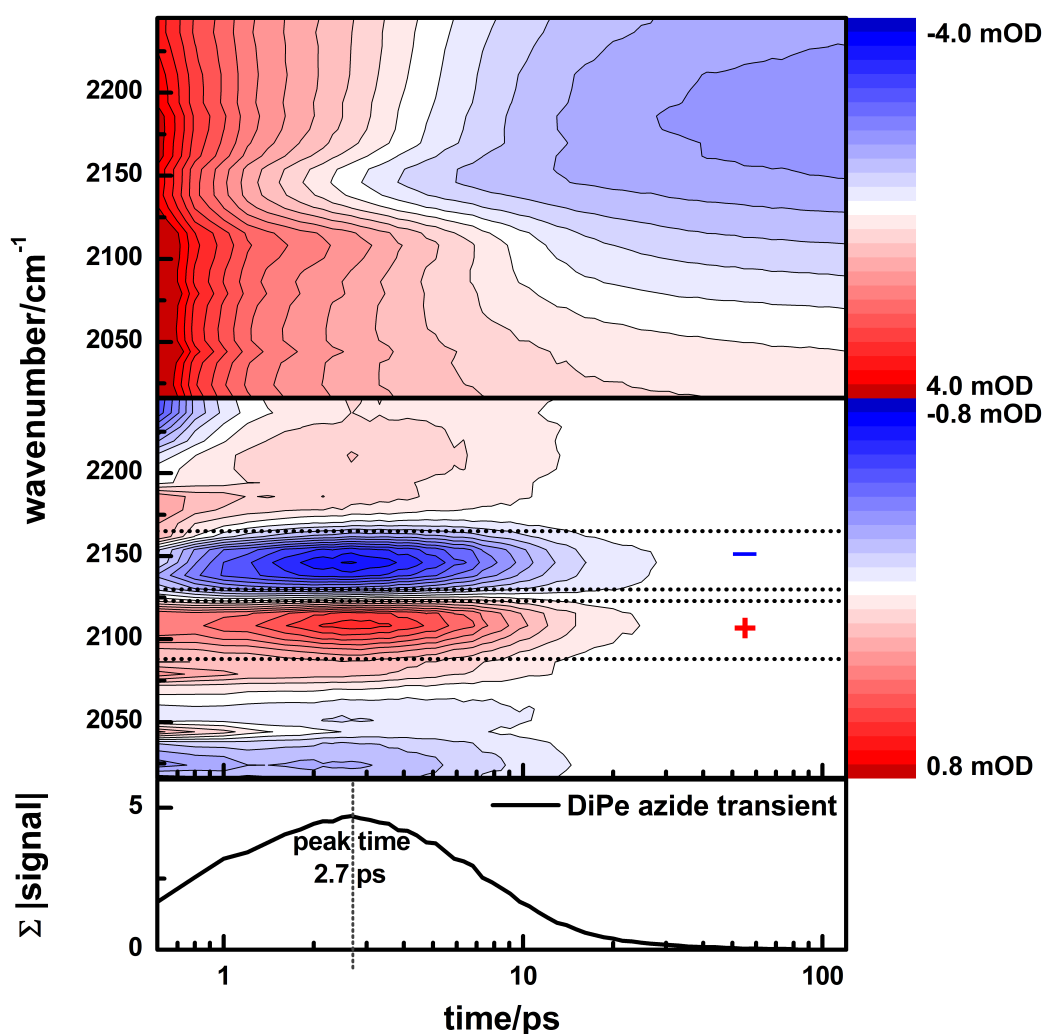 wavenumber/cm⁻¹
2200
2150
2100
2050
-4.0 mOD
4.0 mOD
2200
2150
2100
2050
-0.8 mOD
0.8 mOD
−
+
Σ |signal|
5
0
DiPe azide transient
peak time
2.7 ps
1
10
100
time/ps